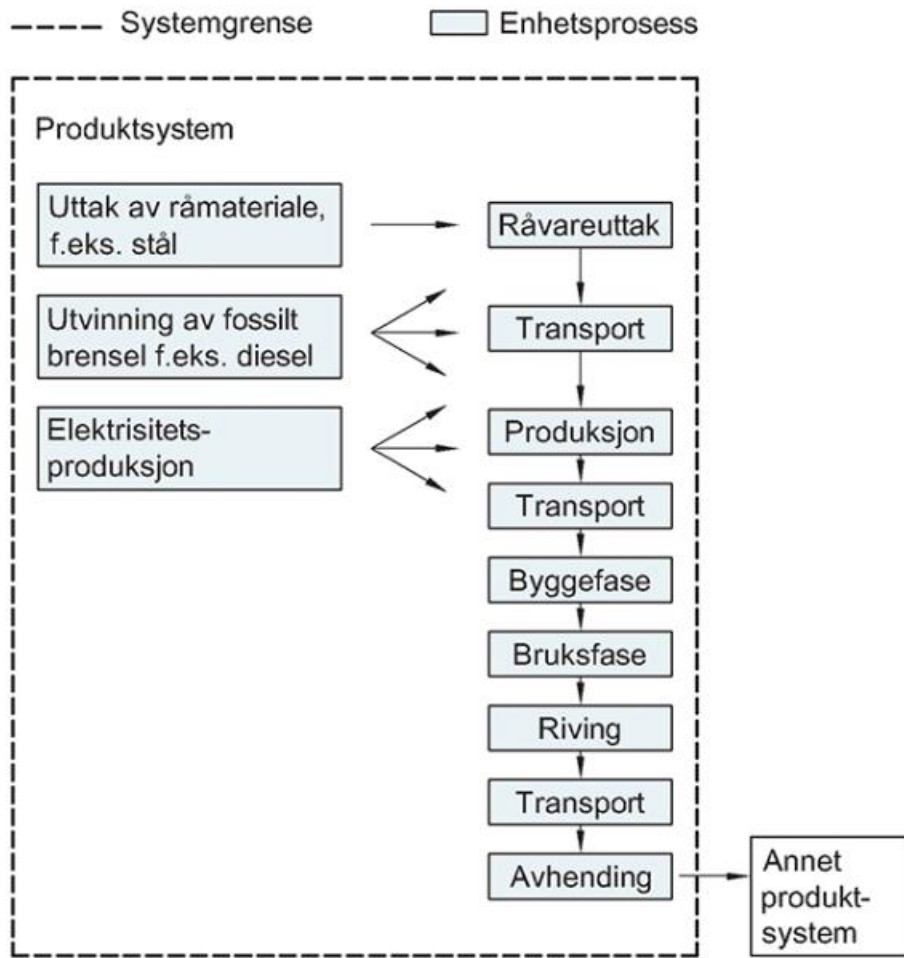 Systemgrense
Enhetsprosess
Produktsystem
Uttak av råmateriale,
f.eks. stål
Råvareuttak
Utvinning av fossilt
brensel f.eks. diesel
Transport
Elektrisitets-
produksjon
Produksjon
Transport
Byggefase
Bruksfase
Riving
Transport
Avhending
Annet
produkt-
system